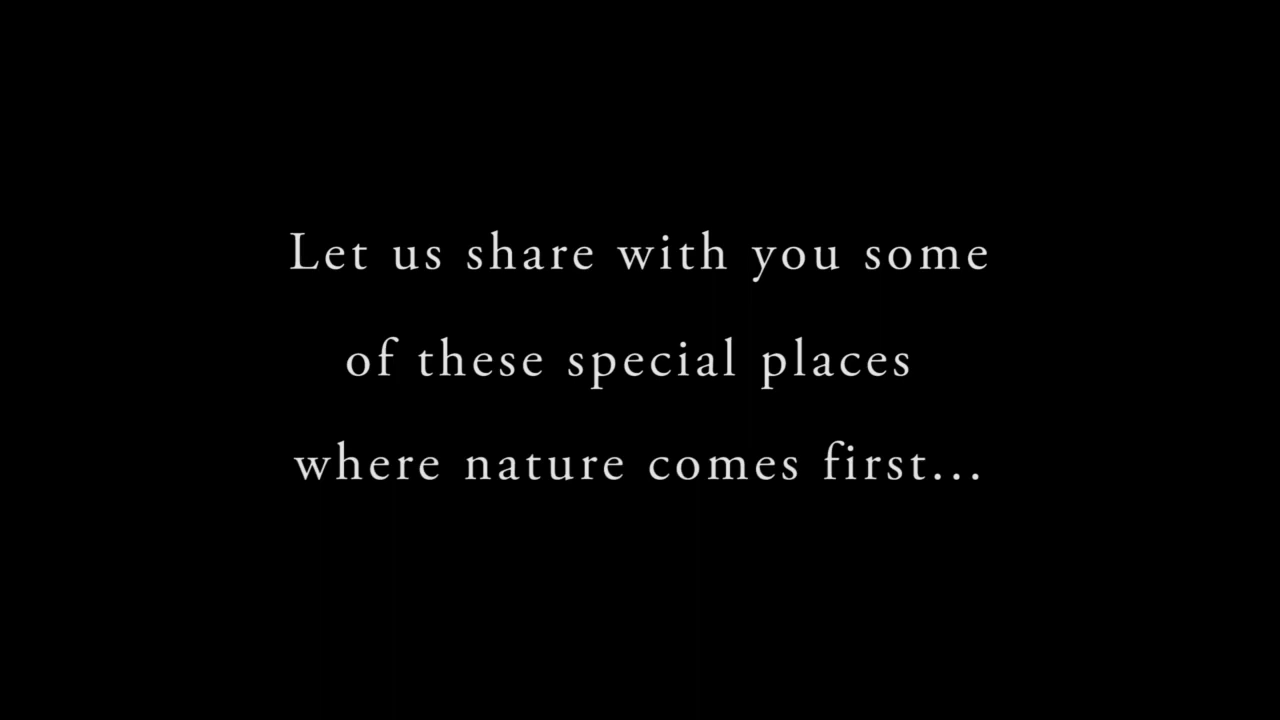 Let us share with you some
of these special places
where nature comes first...